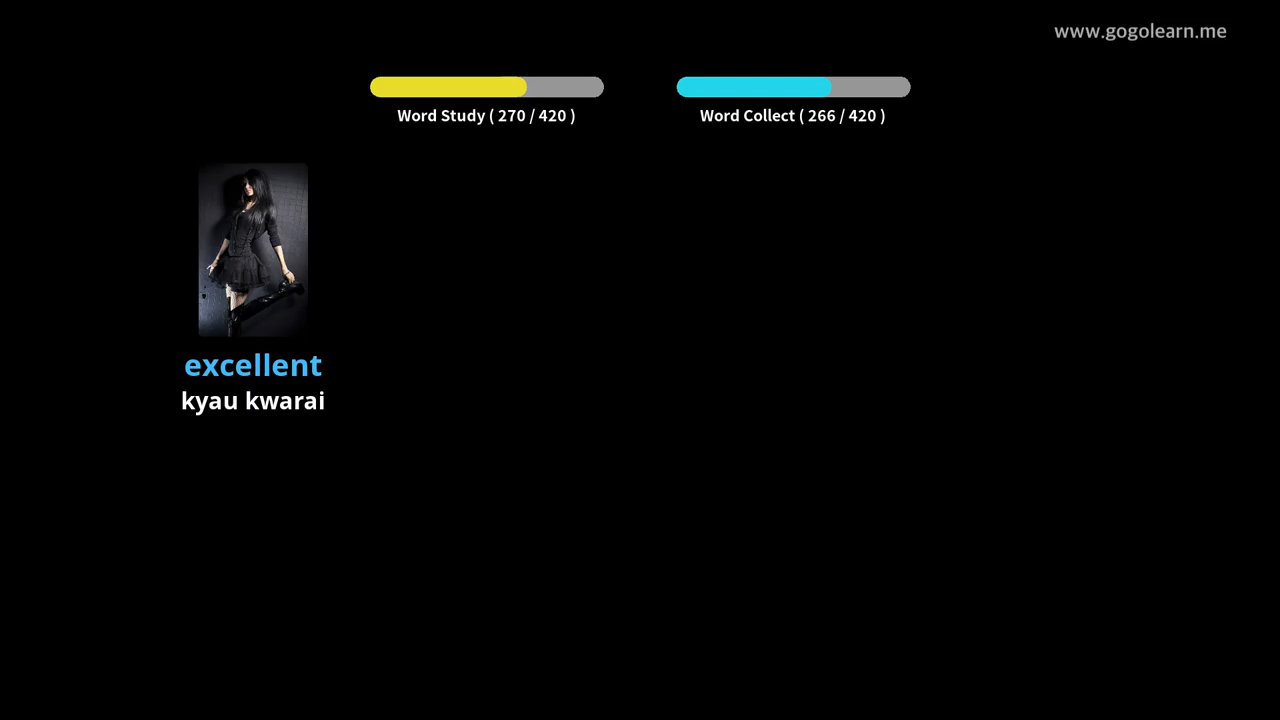 www.gogolearn.me
Word Study ( 270 / 420 )
Word Collect ( 266 / 420 )
excellent
kyau kwarai